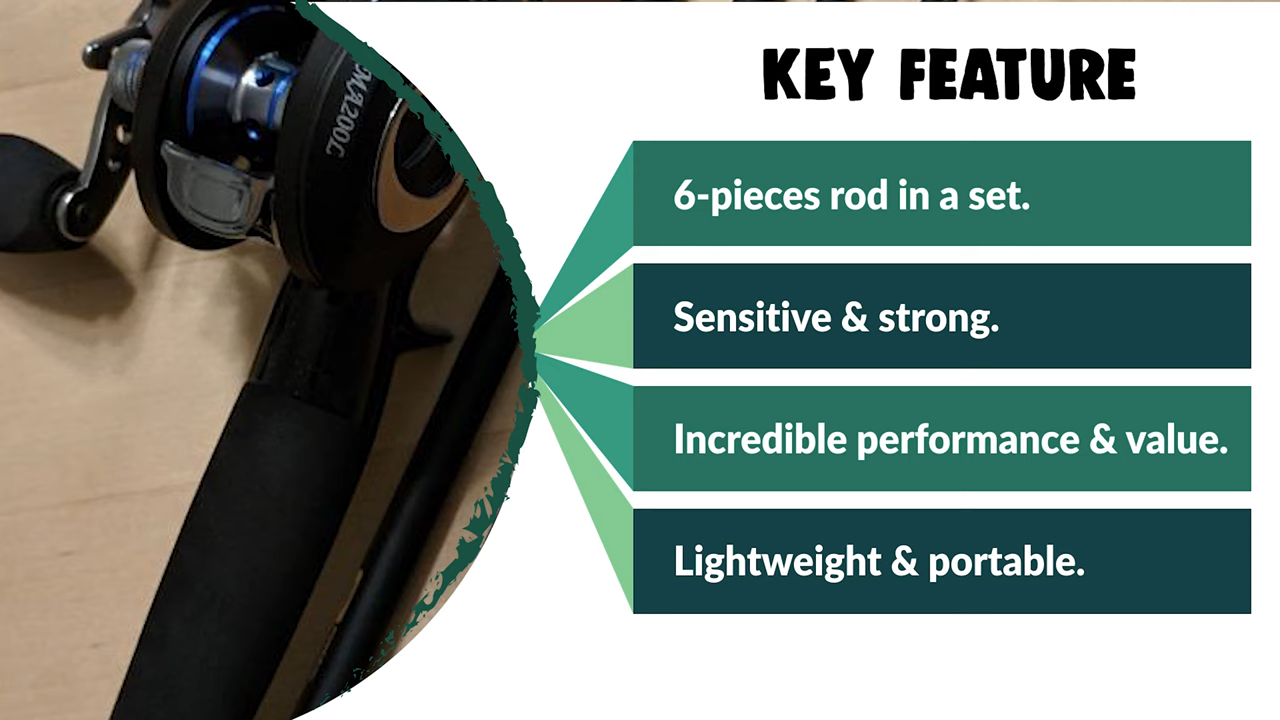 KEY FEATURE
6-pieces rod in a set.
Sensitive & strong.
Incredible performance & value.
Lightweight & portable.